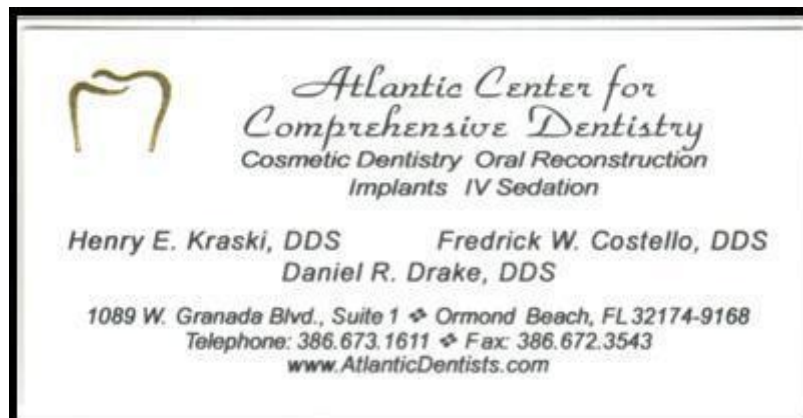 Atlantic Center for
Comprehensive Dentistry
Cosmetic Dentistry Oral Reconstruction
Implants IV Sedation
Henry E. Kraski, DDS Fredrick W. Costello, DDS
Daniel R. Drake, DDS
1089 W. Granada Blvd., Suite 1 ❖ Ormond Beach, FL 32174-9168
Telephone: 386.673.1611 ❖ Fax: 386.672.3543
www.AtlanticDentists.com